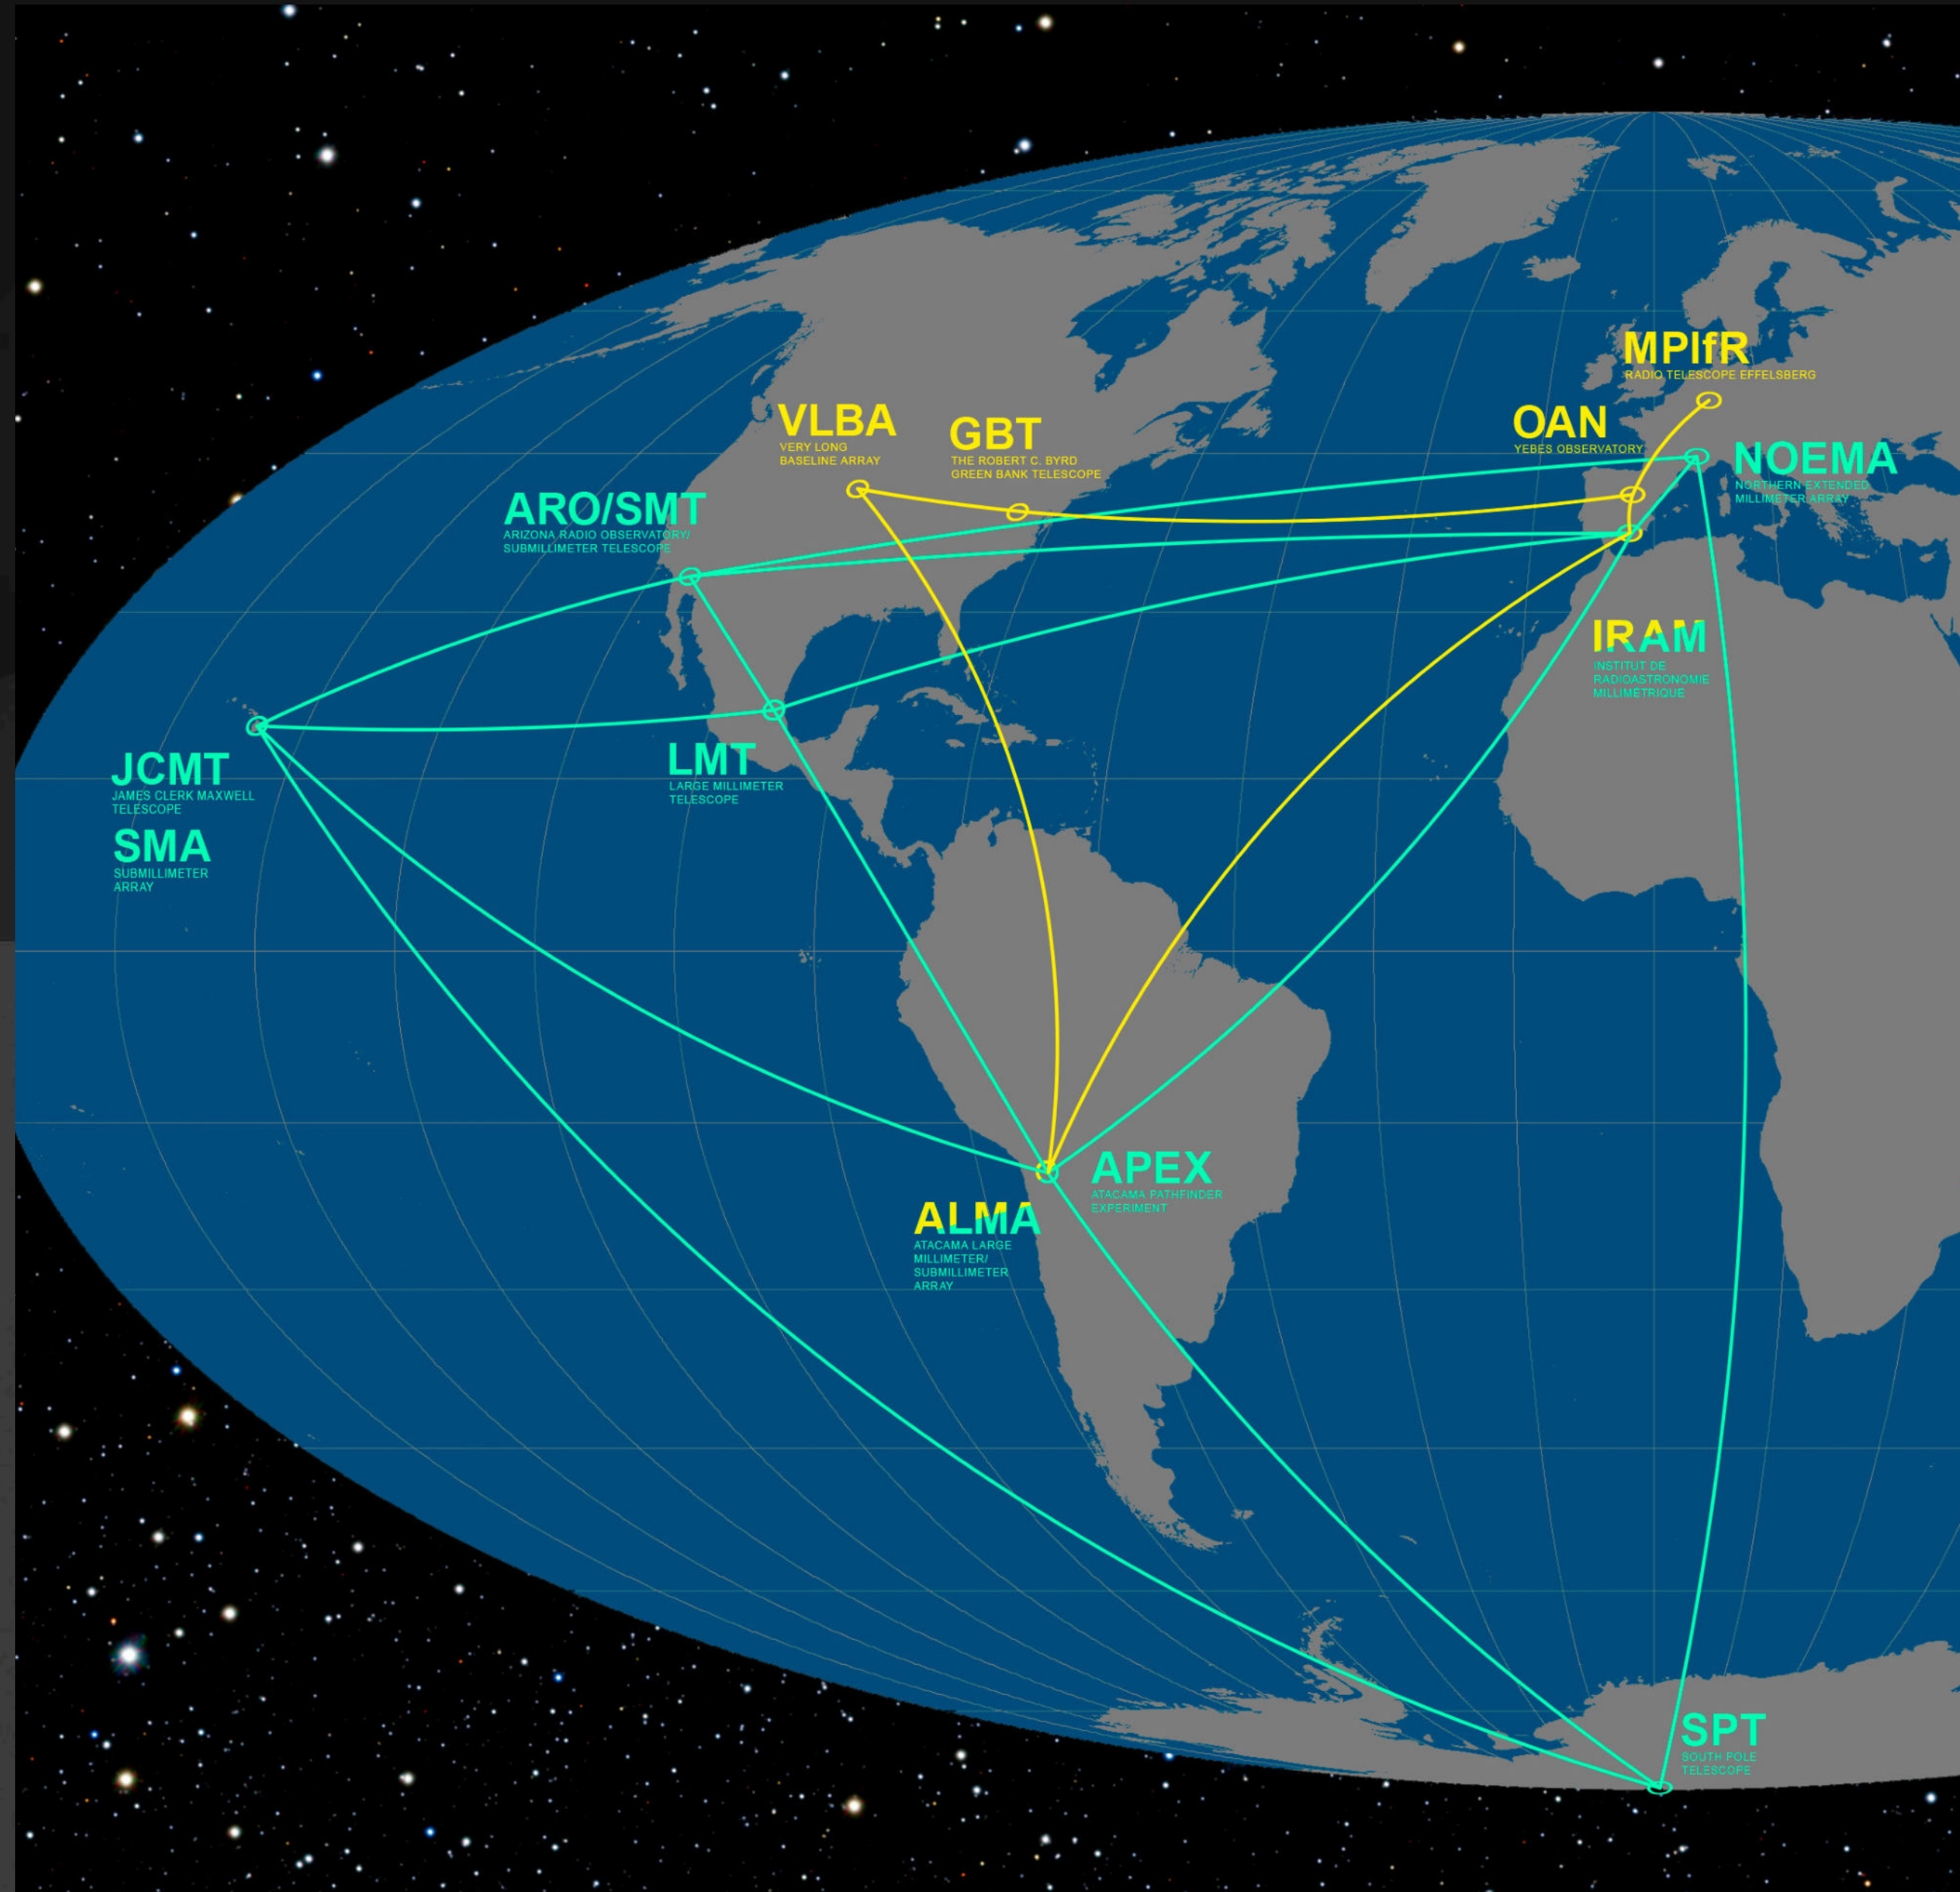 MPIfR
RADIO TELESCOPE EFFELSBERG
VLBA
VERY LONG
BASELINE ARRAY
GBT
THE ROBERT C. BYRD
GREEN BANK TELESCOPE
OAN
YEBES OBSERVATORY
NOEMA
NORTHERN EXTENDED
MILLIMETER ARRAY
ARO/SMT
ARIZONA RADIO OBSERVATORY/
SUBMILLIMETER TELESCOPE
IRAM
INSTITUT DE
RADIOASTRONOMIE
MILLIMÉTRIQUE
JCMT
JAMES CLERK MAXWELL
TELESCOPE
SMA
SUBMILLIMETER
ARRAY
LMT
LARGE MILLIMETER
TELESCOPE
APEX
ATACAMA PATHFINDER
EXPERIMENT
ALMA
ATACAMA LARGE
MILLIMETER/
SUBMILLIMETER
ARRAY
SPT
SOUTH POLE
TELESCOPE